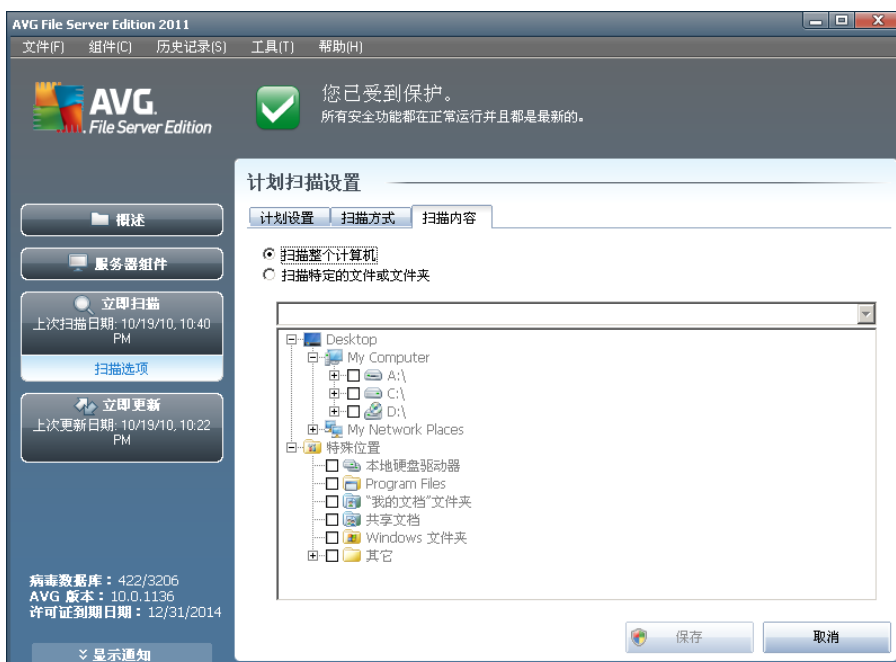 AVG File Server Edition 2011
文件(F) 组件(C) 历史记录(S) 工具(T) 帮助(H)
AVG.
File Server Edition
您已受到保护。
所有安全功能都在正常运行并且都是最新的。
概述
服务器组件
立即扫描
上次扫描日期: 10/19/10, 10:40
PM
扫描选项
立即更新
上次更新日期: 10/19/10, 10:22
PM
病毒数据库：422/3206
AVG 版本：10.0.1136
许可证到期日期：12/31/2014
显示通知
计划扫描设置
计划设置 扫描方式 扫描内容
扫描整个计算机
扫描特定的文件或文件夹
Desktop
My Computer
A:\
C:\
D:\
My Network Places
特殊位置
本地硬盘驱动器
Program Files
“我的文档”文件夹
共享文档
Windows 文件夹
其它
保存 取消